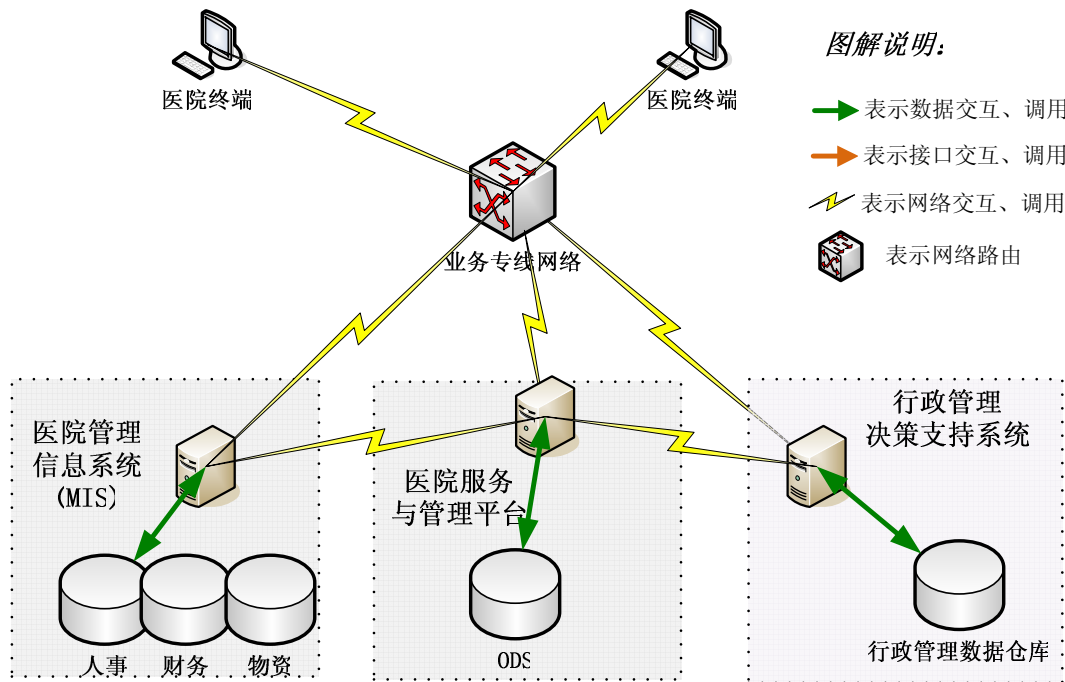 医院终端
医院终端
图解说明：
表示数据交互、调用
表示接口交互、调用
表示网络交互、调用
表示网络路由
业务专线网络
医院管理
信息系统
(MIS)
人事
财务
物资
医院服务
与管理平台
ODS
行政管理
决策支持系统
行政管理数据仓库